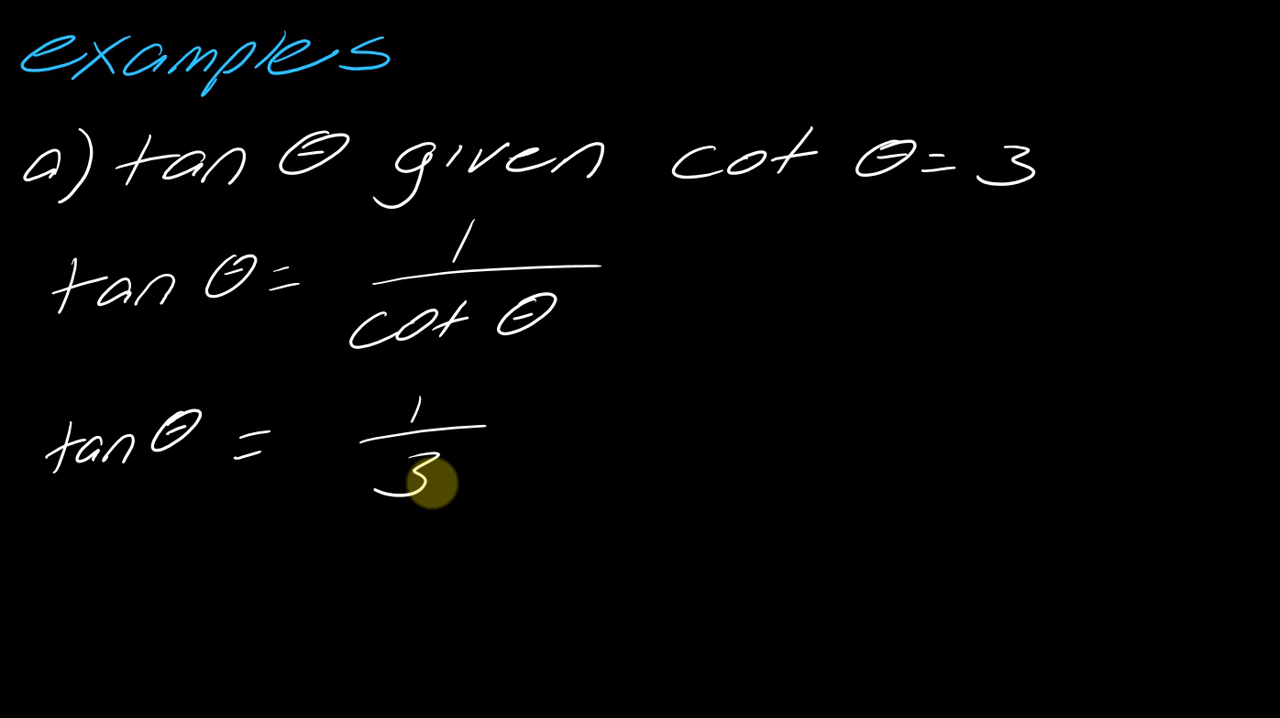 examples
a) tan θ given cot θ = 3
tan θ = 1 / cot θ
tan θ = 1 / 3